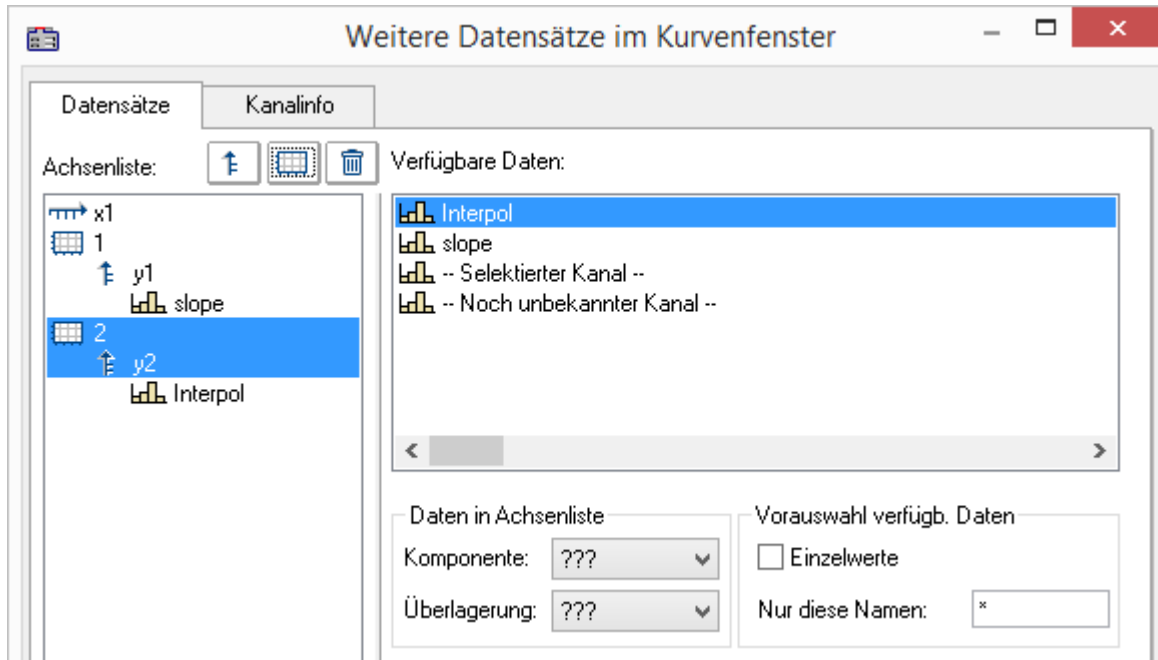 Weitere Datensätze im Kurvenfenster
Datensätze
Kanalinfo
Achsenliste:
Verfügbare Daten:
x1
1
y1
slope
2
y2
Interpol
Interpol
slope
-- Selektierter Kanal --
-- Noch unbekannter Kanal --
Daten in Achsenliste
Komponente: ???
Überlagerung: ???
Vorauswahl verfügb. Daten
Einzelwerte
Nur diese Namen: *